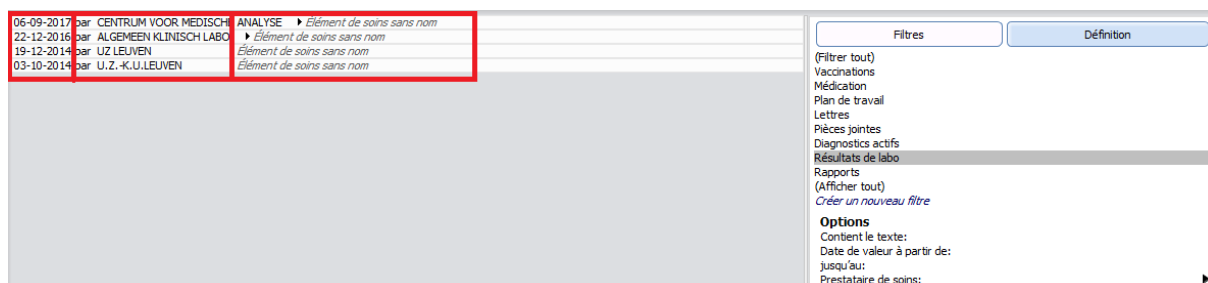 06-09-2017 par CENTRUM VOOR MEDISCHE ANALYSE Élément de soins sans nom
22-12-2016 par ALGEMEEN KLINISCH LABO Élément de soins sans nom
19-12-2014 par UZ LEUVEN Élément de soins sans nom
03-10-2014 par U.Z.-K.U.LEUVEN Élément de soins sans nom
Filtres
Définition
(Filtrer tout)
Vaccinations
Médication
Plan de travail
Lettres
Pièces jointes
Diagnostics actifs
Résultats de labo
Rapports
(Afficher tout)
Créer un nouveau filtre
Options
Contient le texte:
Date de valeur à partir de:
jusqu'au:
Prestataire de soins: